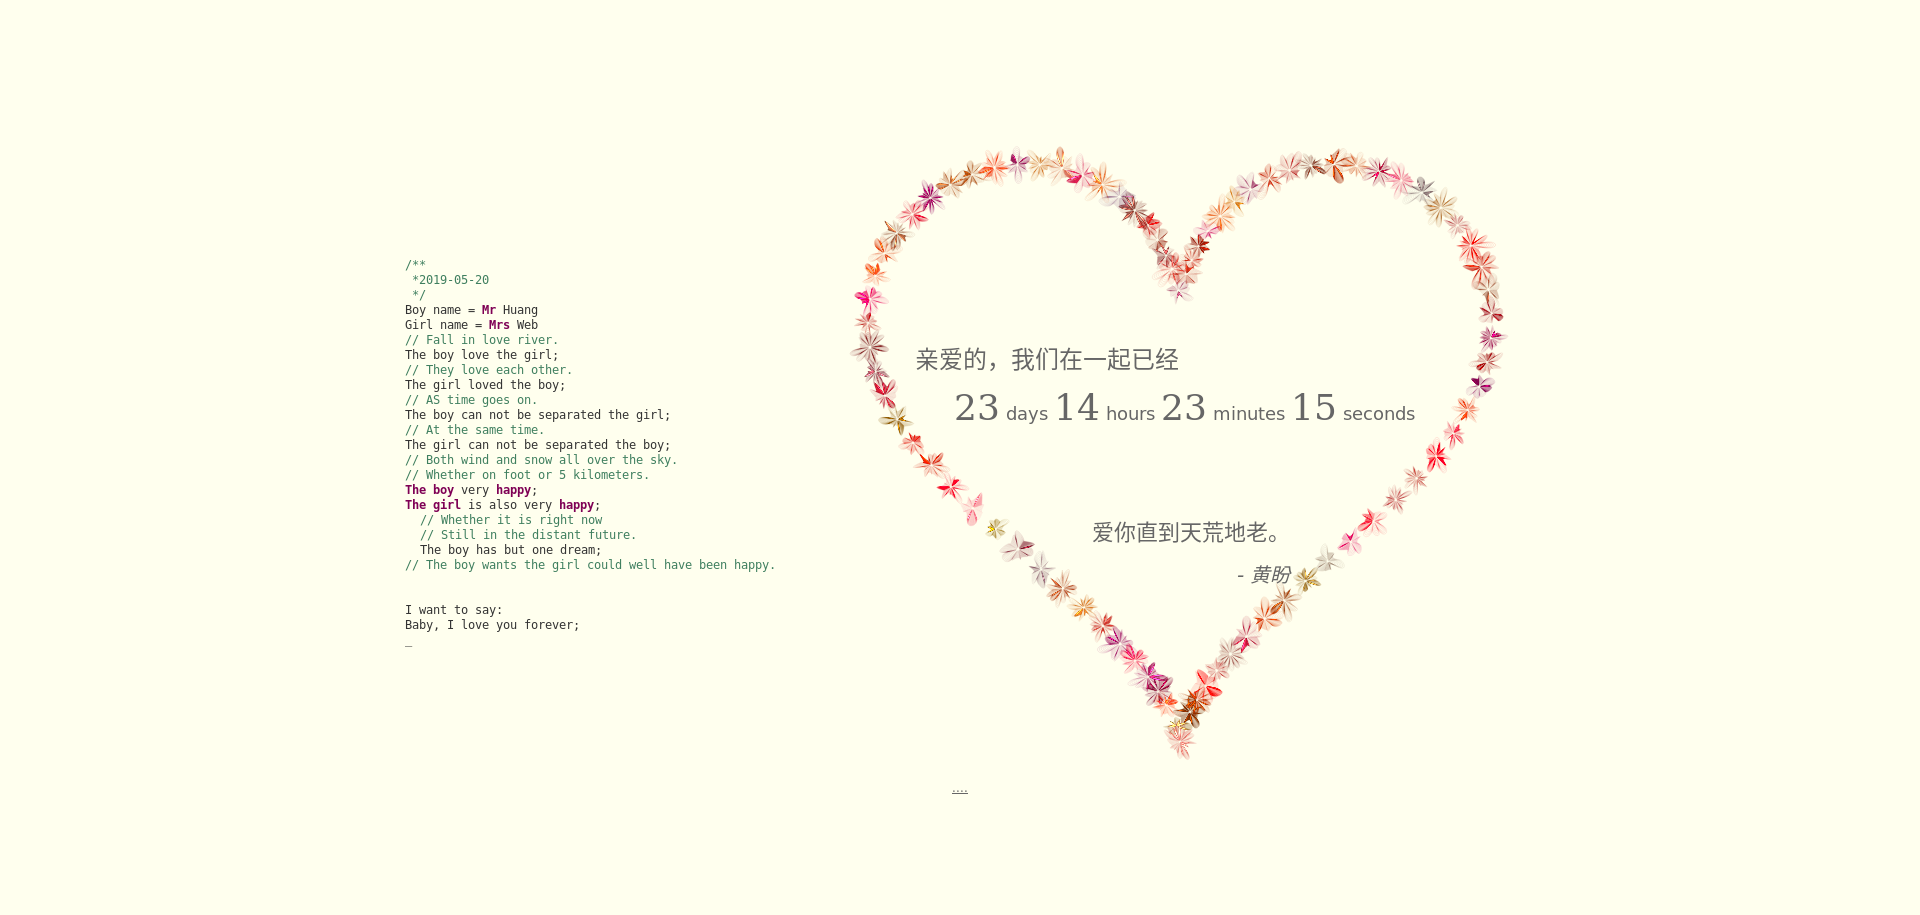 /**
*2019-05-20
*/
Boy name = Mr Huang
Girl name = Mrs Web
// Fall in love river.
The boy love the girl;
// They love each other.
The girl loved the boy;
// AS time goes on.
The boy can not be separated the girl;
// At the same time.
The girl can not be separated the boy;
// Both wind and snow all over the sky.
// Whether on foot or 5 kilometers.
The boy very happy;
The girl is also very happy;
// Whether it is right now
// Still in the distant future.
The boy has but one dream;
// The boy wants the girl could well have been happy.
I want to say:
Baby, I love you forever;
_
亲爱的，我们在一起已经
23 days 14 hours 23 minutes 15 seconds
爱你直到天荒地老。
- 黄盼
....